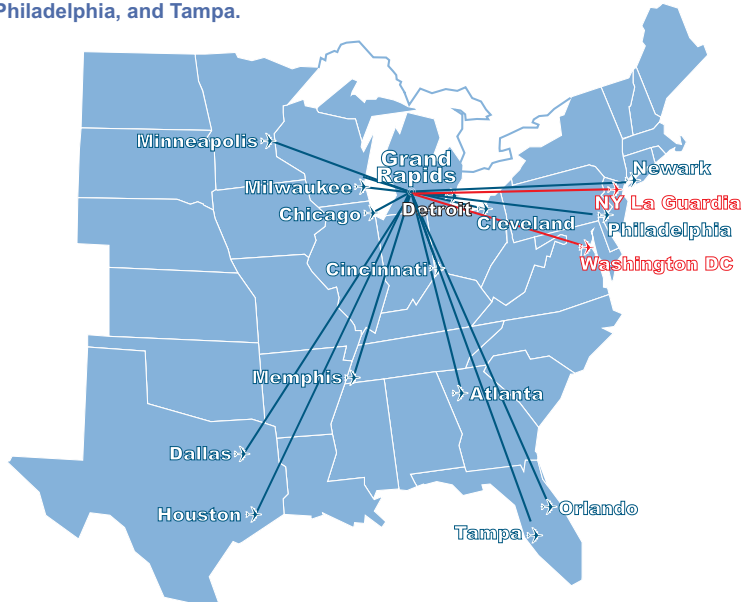 Philadelphia, and Tampa.
Minneapolis
Grand
Rapids
Milwaukee
Chicago
Detroit
Cleveland
Newark
NY La Guardia
Philadelphia
Washington DC
Cincinnati
Memphis
Atlanta
Dallas
Houston
Orlando
Tampa